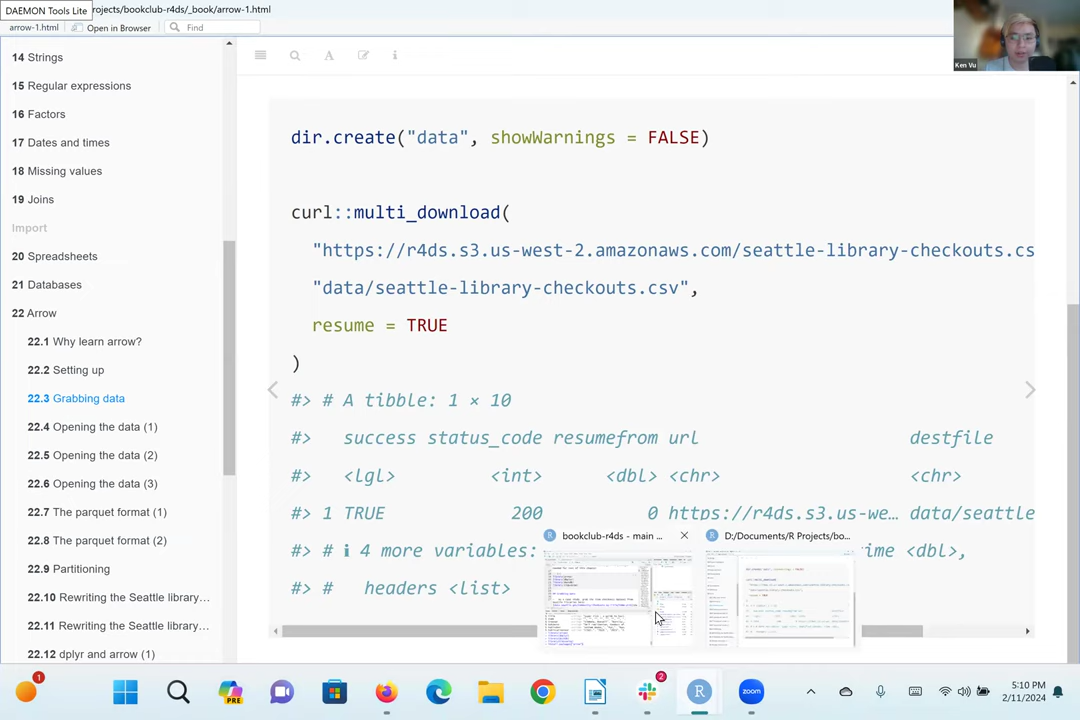 DAEMON Tools Lite
rojects/bookclub-r4ds/_book/arrow-1.html
arrow-1.html
Open in Browser
Find
Ken Vu
14 Strings
15 Regular expressions
16 Factors
17 Dates and times
18 Missing values
19 Joins
Import
20 Spreadsheets
21 Databases
22 Arrow
22.1 Why learn arrow?
22.2 Setting up
22.3 Grabbing data
22.4 Opening the data (1)
22.5 Opening the data (2)
22.6 Opening the data (3)
22.7 The parquet format (1)
22.8 The parquet format (2)
22.9 Partitioning
22.10 Rewriting the Seattle library...
22.11 Rewriting the Seattle library...
22.12 dplyr and arrow (1)
dir.create("data", showWarnings = FALSE)
curl::multi_download(
"https://r4ds.s3.us-west-2.amazonaws.com/seattle-library-checkouts.cs
"data/seattle-library-checkouts.csv",
resume = TRUE
)
#> # A tibble: 1 × 10
#> success status_code resumefrom url destfile
#> <lgl> <int> <dbl> <chr> <chr>
#> 1 TRUE 200 0 https://r4ds.s3.us-we… data/seattle
#> # ℹ 4 more variables: ime <dbl>,
#> # headers <list>
bookclub-r4ds - main ...
D:/Documents/R Projects/bo...
1
PRE
2
R
zoom
5:10 PM
2/11/2024